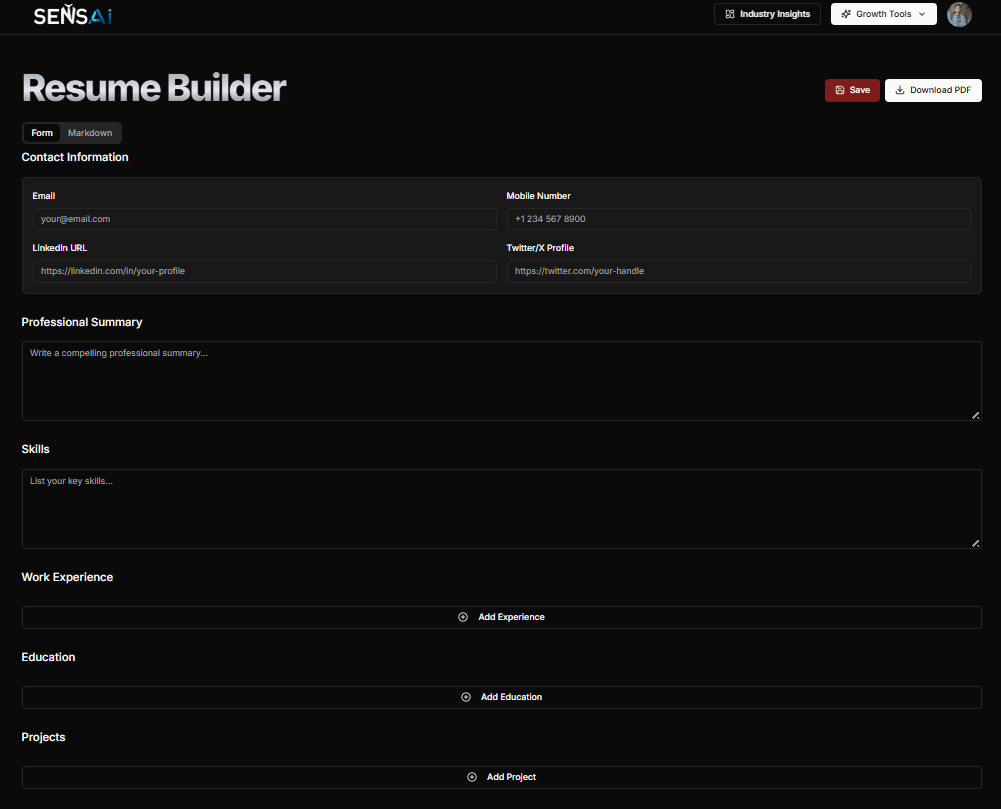 SENSAi
Industry Insights
Growth Tools
Resume Builder
Save
Download PDF
Form
Markdown
Contact Information
Email
Mobile Number
your@email.com
+1 234 567 8900
LinkedIn URL
Twitter/X Profile
https://linkedin.com/in/your-profile
https://twitter.com/your-handle
Professional Summary
Write a compelling professional summary...
Skills
List your key skills...
Work Experience
Add Experience
Education
Add Education
Projects
Add Project